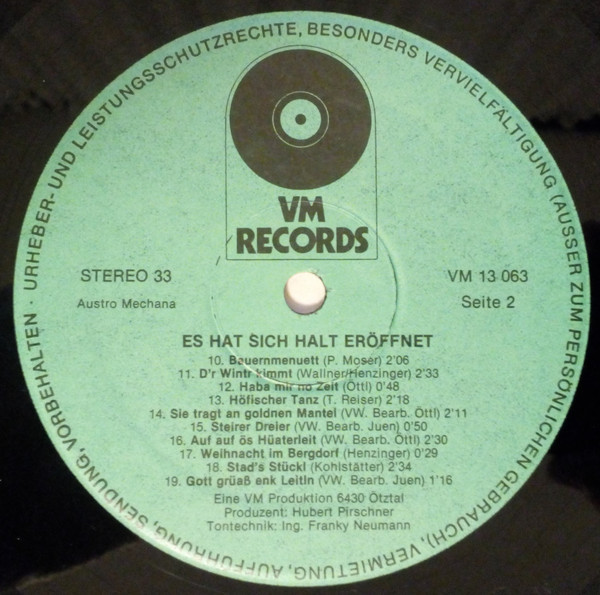 URHEBER- UND LEISTUNGSSCHUTZRECHTE, BESONDERS VERVIELFÄLTIGUNG (AUSSER ZUM PERSÖNLICHEN GEBRAUCH), VERMIETUNG, AUFFÜHRUNG, SENDUNG, VORBEHALTEN ·
VM
RECORDS
STEREO 33
VM 13 063
Austro Mechana
Seite 2
ES HAT SICH HALT ERÖFFNET
10. Bauernmenuett (P. Moser) 2'06
11. D'r Wintr kimmt (Wallner/Henzinger) 2'33
12. Haba mir no Zeit (Öttl) 0'48
13. Höfischer Tanz (T. Reiser) 2'18
14. Sie tragt an goldnen Mantel (VW. Bearb. Öttl) 2'11
15. Steirer Dreier (VW. Bearb. Juen) 0'50
16. Auf auf ös Hüaterleit (VW. Bearb. Öttl) 2'30
17. Weihnacht im Bergdorf (Henzinger) 0'29
18. Stad's Stückl (Kohlstätter) 2'34
19. Gott grüaß enk Leitln (VW. Bearb. Juen) 1'16
Eine VM Produktion 6430 Ötztal
Produzent: Hubert Pirschner
Tontechnik: Ing. Franky Neumann